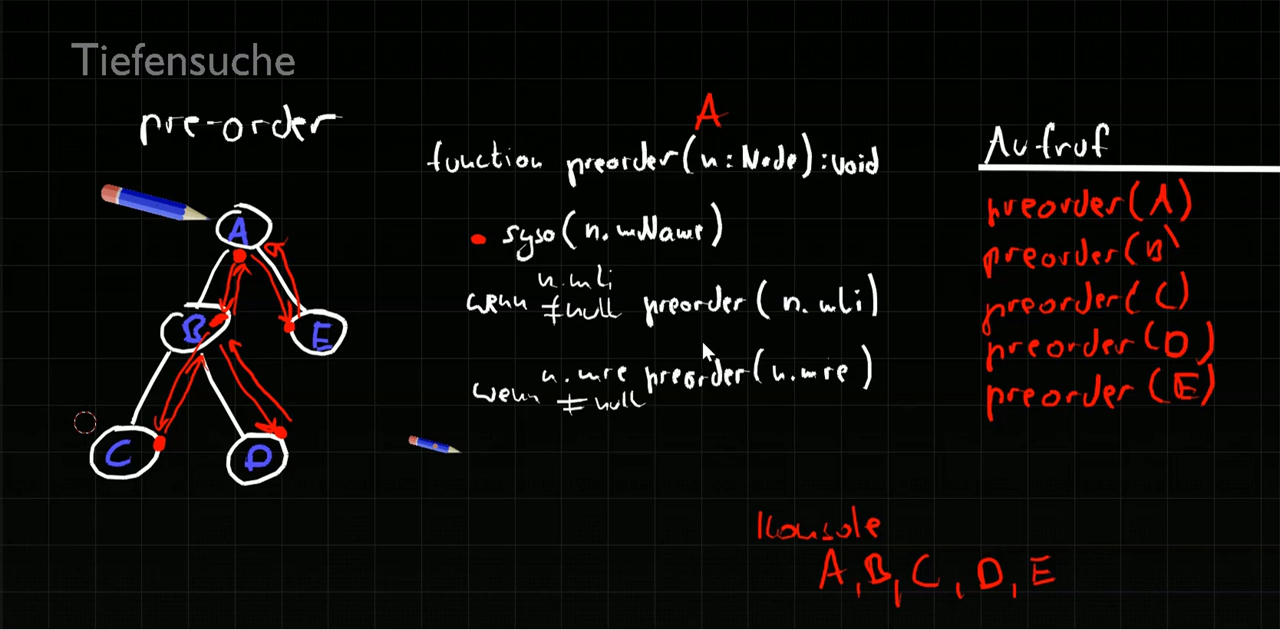 Tiefensuche
pre-order
A
function preorder(n:Node):void
syso(n.mName)
n.mli
wenn ≠null preorder(n.mli)
n.mre preorder(n.mre)
wenn ≠null
A
B
E
C
D
Aufruf
preorder(A)
preorder(B)
preorder(C)
preorder(D)
preorder(E)
Konsole
A,B,C,D,E